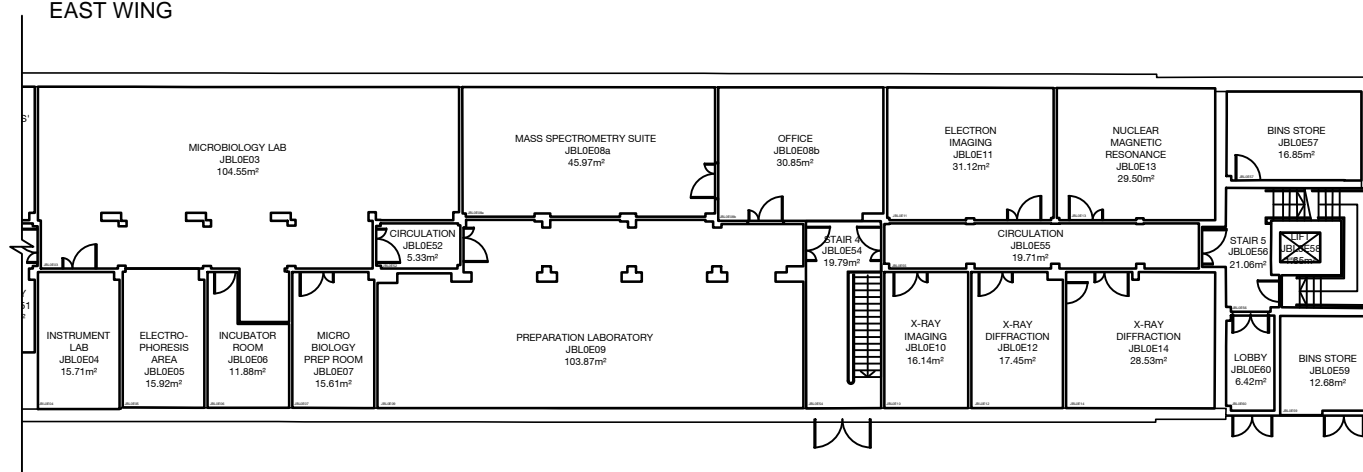 EAST WING
MICROBIOLOGY LAB
JBL0E03
104.55m²
MASS SPECTROMETRY SUITE
JBL0E08a
45.97m²
OFFICE
JBL0E08b
30.85m²
ELECTRON
IMAGING
JBL0E11
31.12m²
NUCLEAR
MAGNETIC
RESONANCE
JBL0E13
29.50m²
BINS STORE
JBL0E57
16.85m²
CIRCULATION
JBL0E52
5.33m²
STAIR 4
JBL0E54
19.79m²
CIRCULATION
JBL0E55
19.71m²
STAIR 5
JBL0E56
21.06m²
LIFT
JBL0E58
INSTRUMENT
LAB
JBL0E04
15.71m²
ELECTRO-
PHORESIS
AREA
JBL0E05
15.92m²
INCUBATOR
ROOM
JBL0E06
11.88m²
MICRO
BIOLOGY
PREP ROOM
JBL0E07
15.61m²
PREPARATION LABORATORY
JBL0E09
103.87m²
X-RAY
IMAGING
JBL0E10
16.14m²
X-RAY
DIFFRACTION
JBL0E12
17.45m²
X-RAY
DIFFRACTION
JBL0E14
28.53m²
LOBBY
JBL0E60
6.42m²
BINS STORE
JBL0E59
12.68m²